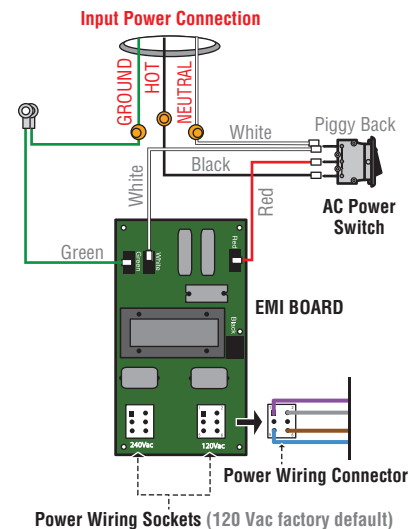 Input Power Connection
GROUND
HOT
NEUTRAL
White
Piggy Back
Black
White
Red
AC Power
Switch
Green
Green
White
Red
EMI BOARD
Black
240Vac
120Vac
Power Wiring Connector
Power Wiring Sockets (120 Vac factory default)